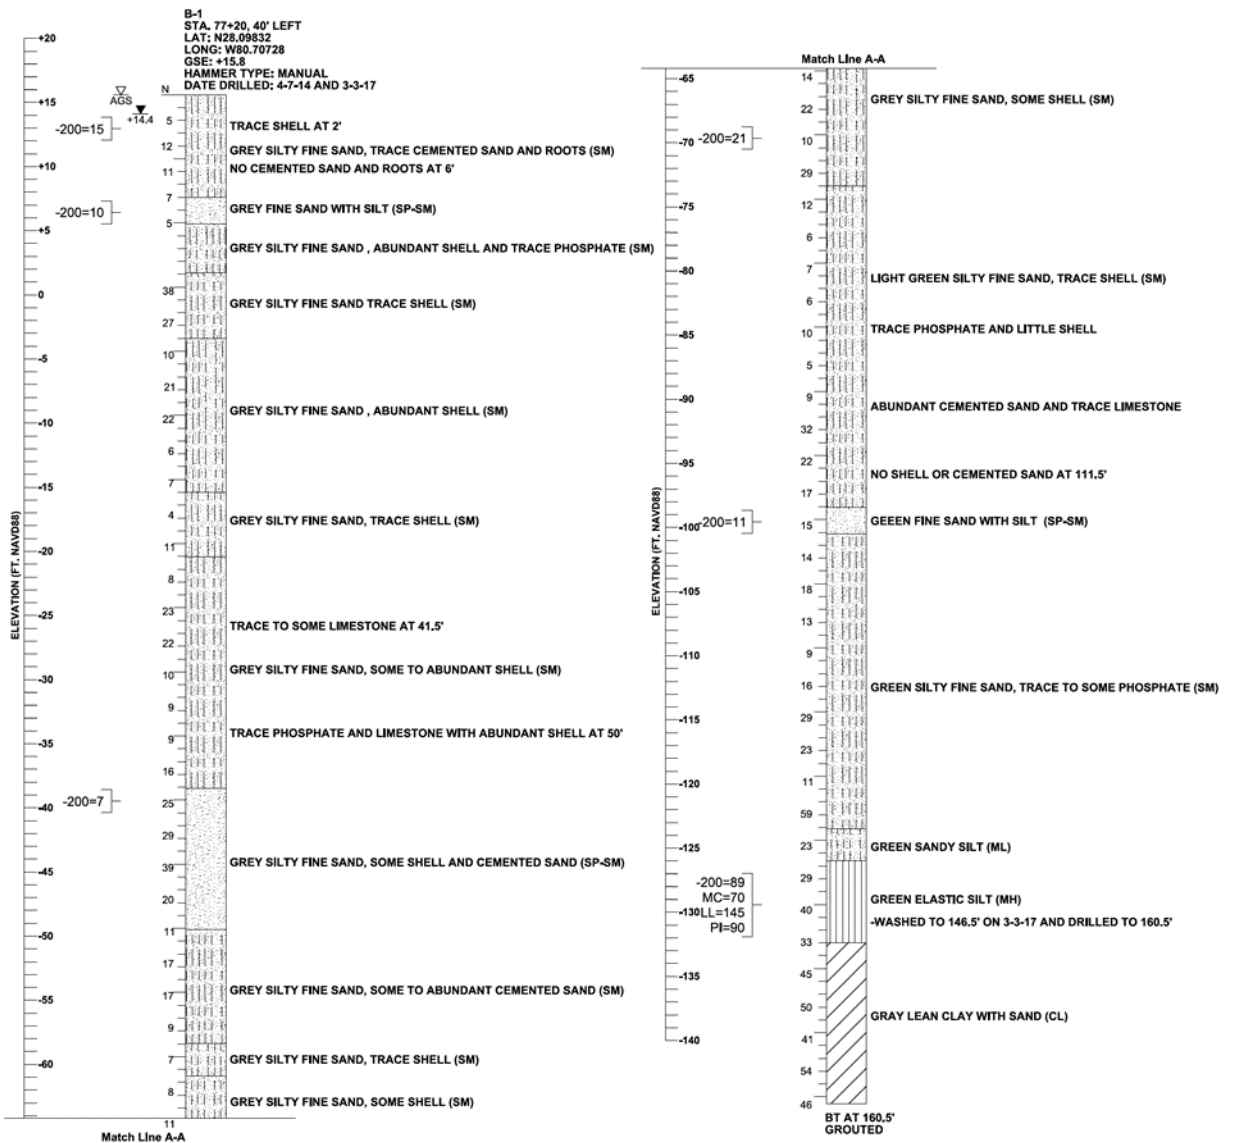 B-1
STA. 77+20, 40' LEFT
LAT: N28.09832
LONG: W80.70728
GSE: +15.8
HAMMER TYPE: MANUAL
DATE DRILLED: 4-7-14 AND 3-3-17
N
AGS
+14.4
-200=15
-200=10
-200=7
ELEVATION (FT. NAVD88)
+20
+15
+10
+5
0
-5
-10
-15
-20
-25
-30
-35
-40
-45
-50
-55
-60
5
12
11
7
5
38
27
10
21
22
6
7
4
11
8
23
22
10
9
9
16
25
29
39
20
11
17
17
9
7
8
11
TRACE SHELL AT 2'
GREY SILTY FINE SAND, TRACE CEMENTED SAND AND ROOTS (SM)
NO CEMENTED SAND AND ROOTS AT 6'
GREY FINE SAND WITH SILT (SP-SM)
GREY SILTY FINE SAND , ABUNDANT SHELL AND TRACE PHOSPHATE (SM)
GREY SILTY FINE SAND TRACE SHELL (SM)
GREY SILTY FINE SAND , ABUNDANT SHELL (SM)
GREY SILTY FINE SAND, TRACE SHELL (SM)
TRACE TO SOME LIMESTONE AT 41.5'
GREY SILTY FINE SAND, SOME TO ABUNDANT SHELL (SM)
TRACE PHOSPHATE AND LIMESTONE WITH ABUNDANT SHELL AT 50'
GREY SILTY FINE SAND, SOME SHELL AND CEMENTED SAND (SP-SM)
GREY SILTY FINE SAND, SOME TO ABUNDANT CEMENTED SAND (SM)
GREY SILTY FINE SAND, TRACE SHELL (SM)
GREY SILTY FINE SAND, SOME SHELL (SM)
Match Line A-A
Match Line A-A
ELEVATION (FT. NAVD88)
-65
-70
-75
-80
-85
-90
-95
-100
-105
-110
-115
-120
-125
-130
-135
-140
-200=21
-200=11
-200=89
MC=70
LL=145
PI=90
14
22
10
29
12
6
7
6
10
5
9
32
22
17
15
14
18
13
9
16
29
23
11
59
23
29
40
33
45
50
41
54
46
GREY SILTY FINE SAND, SOME SHELL (SM)
LIGHT GREEN SILTY FINE SAND, TRACE SHELL (SM)
TRACE PHOSPHATE AND LITTLE SHELL
ABUNDANT CEMENTED SAND AND TRACE LIMESTONE
NO SHELL OR CEMENTED SAND AT 111.5'
GEEEN FINE SAND WITH SILT (SP-SM)
GREEN SILTY FINE SAND, TRACE TO SOME PHOSPHATE (SM)
GREEN SANDY SILT (ML)
GREEN ELASTIC SILT (MH)
-WASHED TO 146.5' ON 3-3-17 AND DRILLED TO 160.5'
GRAY LEAN CLAY WITH SAND (CL)
BT AT 160.5'
GROUTED